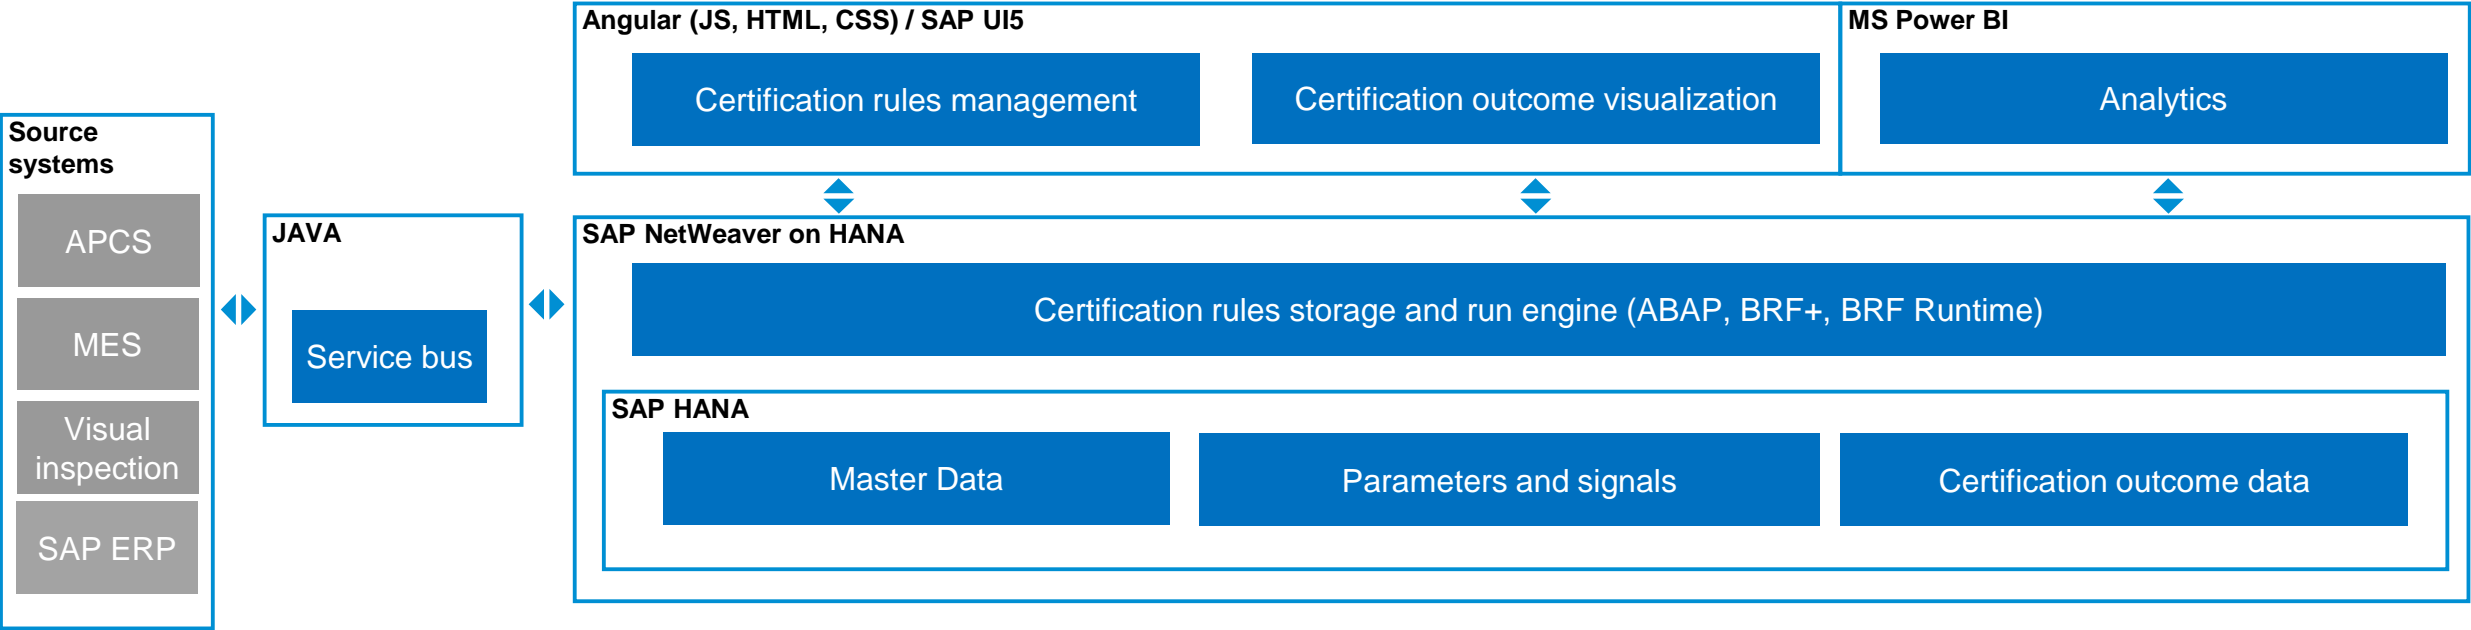 Angular (JS, HTML, CSS) / SAP UI5
Certification rules management
Certification outcome visualization
MS Power BI
Analytics
Source
systems
APCS
MES
Visual
inspection
SAP ERP
JAVA
Service bus
SAP NetWeaver on HANA
Certification rules storage and run engine (ABAP, BRF+, BRF Runtime)
SAP HANA
Master Data
Parameters and signals
Certification outcome data